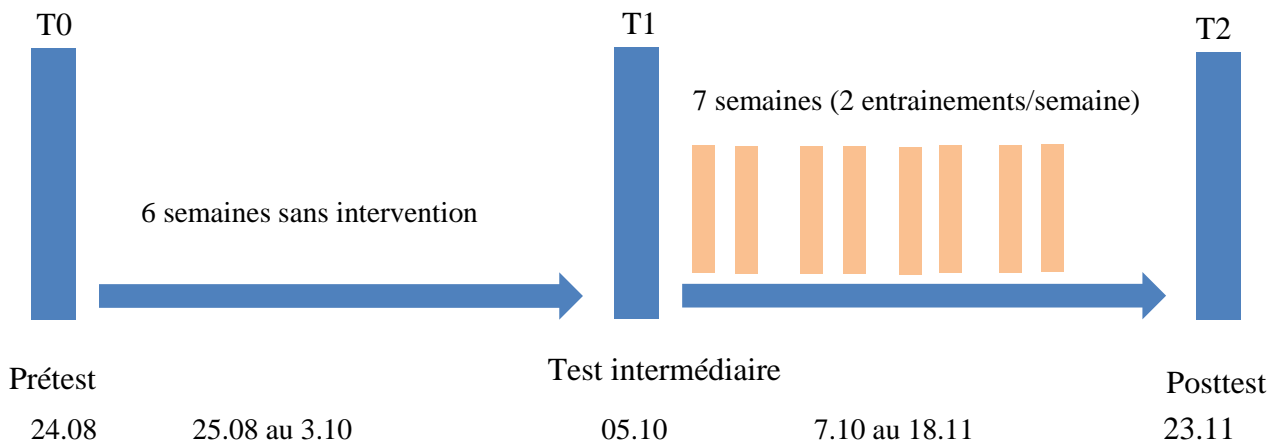 T0
T1
T2
7 semaines (2 entrainements/semaine)
6 semaines sans intervention
Prétest
Test intermédiaire
Posttest
24.08
25.08 au 3.10
05.10
7.10 au 18.11
23.11